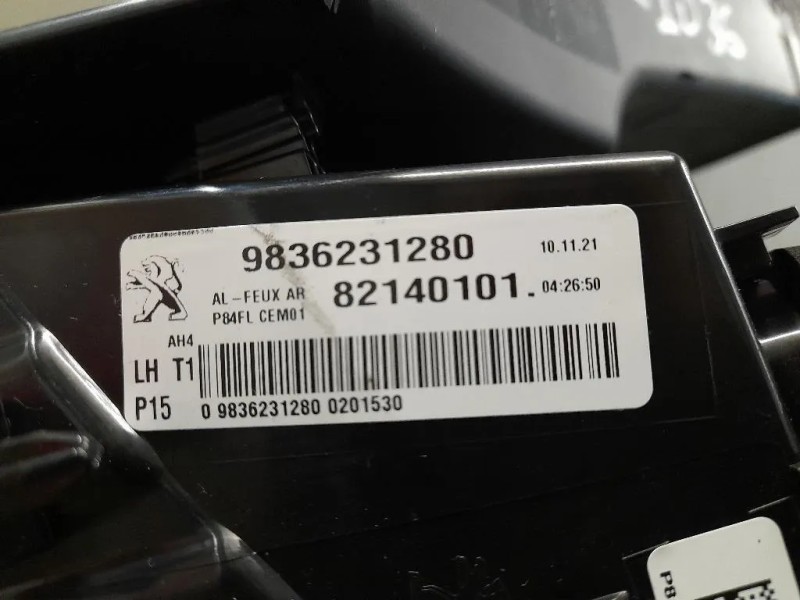 9836231280
10.11.21
AL-FEUX AR
82140101.
04:26:50
P84FL CEM01
AH4
LH T1
P15
0 9836231280 0201530
P8